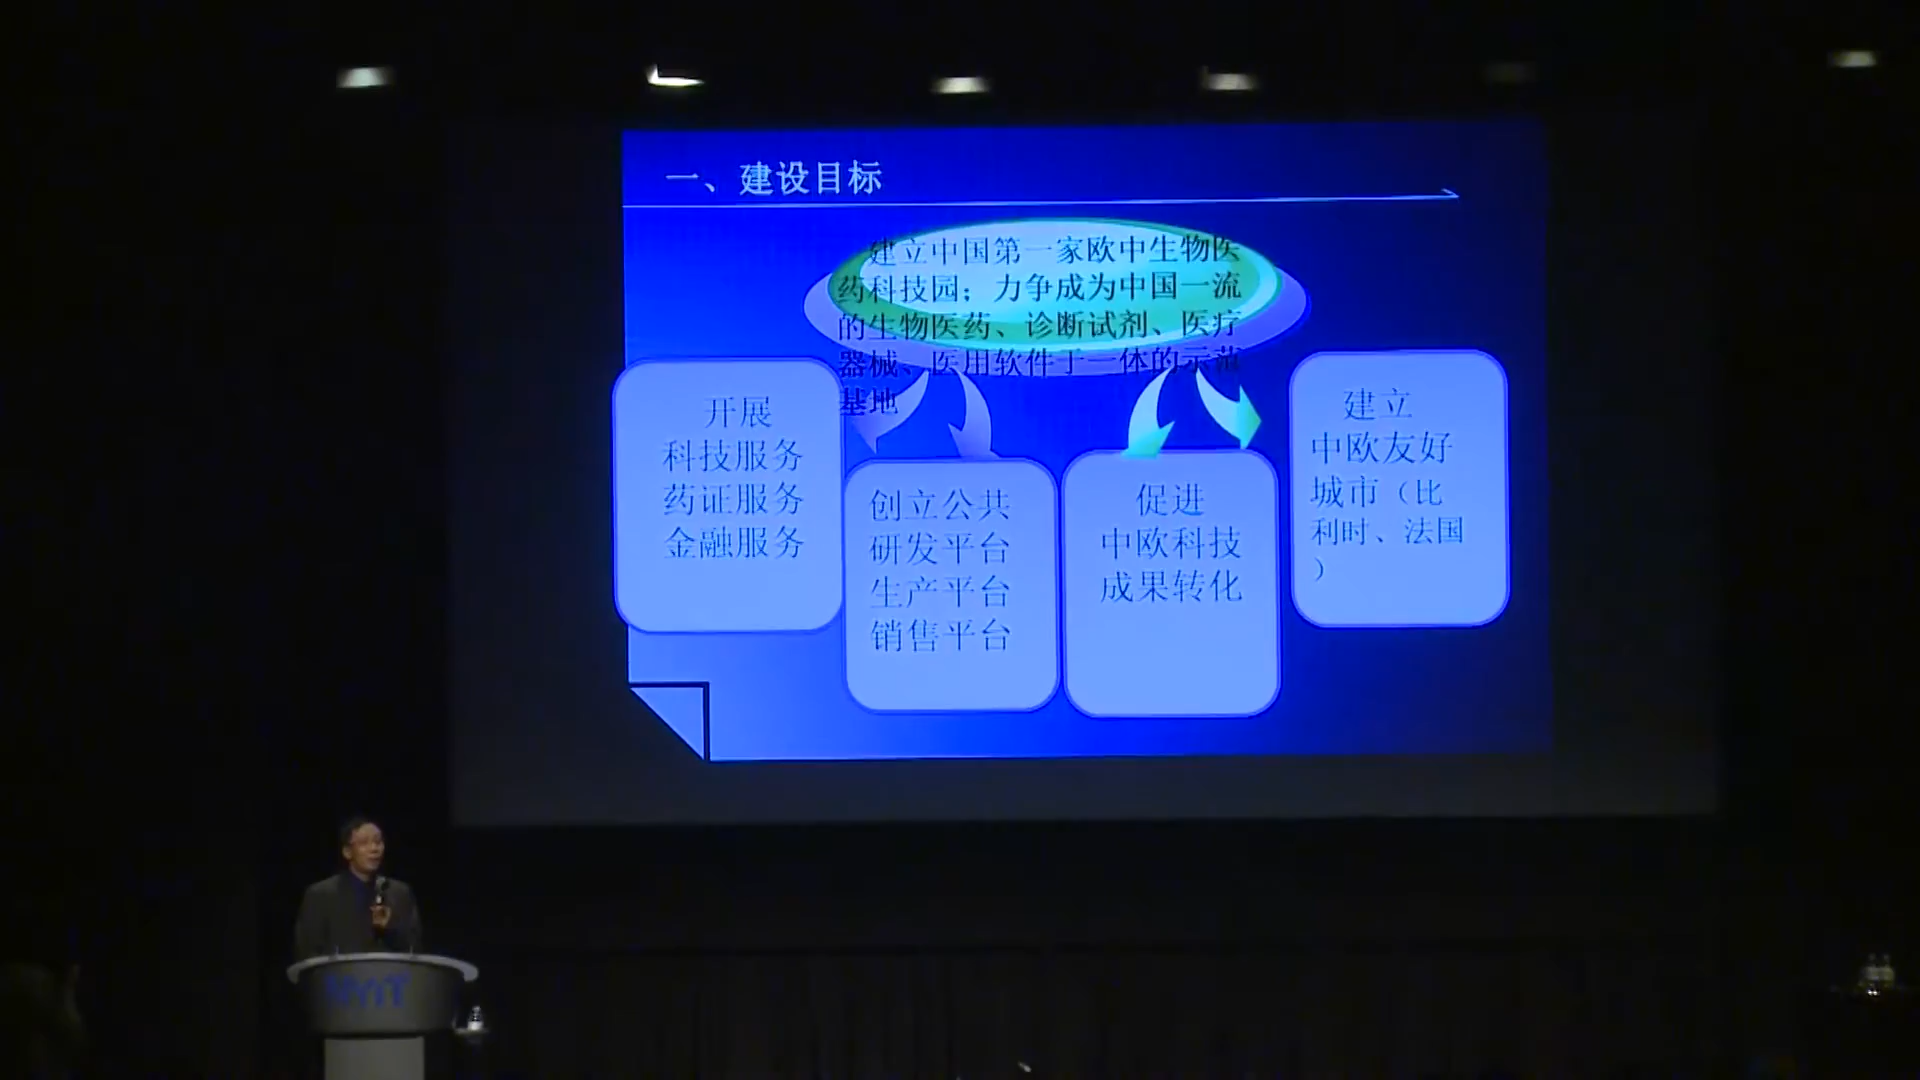 一、建设目标
建立中国第一家欧中生物医
药科技园；力争成为中国一流
的生物医药、诊断试剂、医疗
器械、医用软件于一体的示范
基地
开展
科技服务
药证服务
金融服务
创立公共
研发平台
生产平台
销售平台
促进
中欧科技
成果转化
建立
中欧友好
城市（比
利时、法国
）